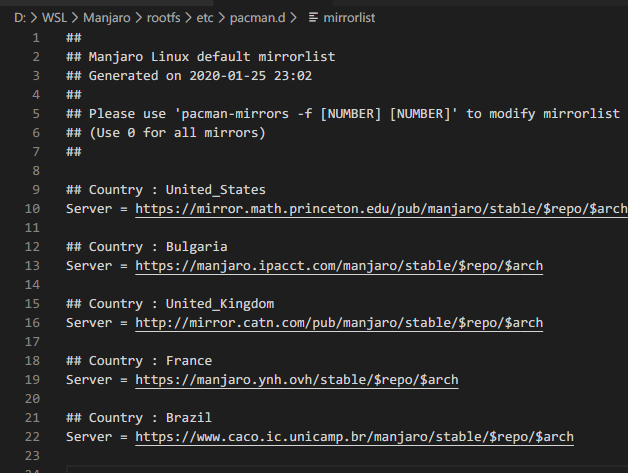 D: > WSL > Manjaro > rootfs > etc > pacman.d > mirrorlist
1 ##
2 ## Manjaro Linux default mirrorlist
3 ## Generated on 2020-01-25 23:02
4 ##
5 ## Please use 'pacman-mirrors -f [NUMBER] [NUMBER]' to modify mirrorlist
6 ## (Use 0 for all mirrors)
7 ##
8
9 ## Country : United_States
10 Server = https://mirror.math.princeton.edu/pub/manjaro/stable/$repo/$arch
11
12 ## Country : Bulgaria
13 Server = https://manjaro.ipacct.com/manjaro/stable/$repo/$arch
14
15 ## Country : United_Kingdom
16 Server = http://mirror.catn.com/pub/manjaro/stable/$repo/$arch
17
18 ## Country : France
19 Server = https://manjaro.ynh.ovh/stable/$repo/$arch
20
21 ## Country : Brazil
22 Server = https://www.caco.ic.unicamp.br/manjaro/stable/$repo/$arch
23
24